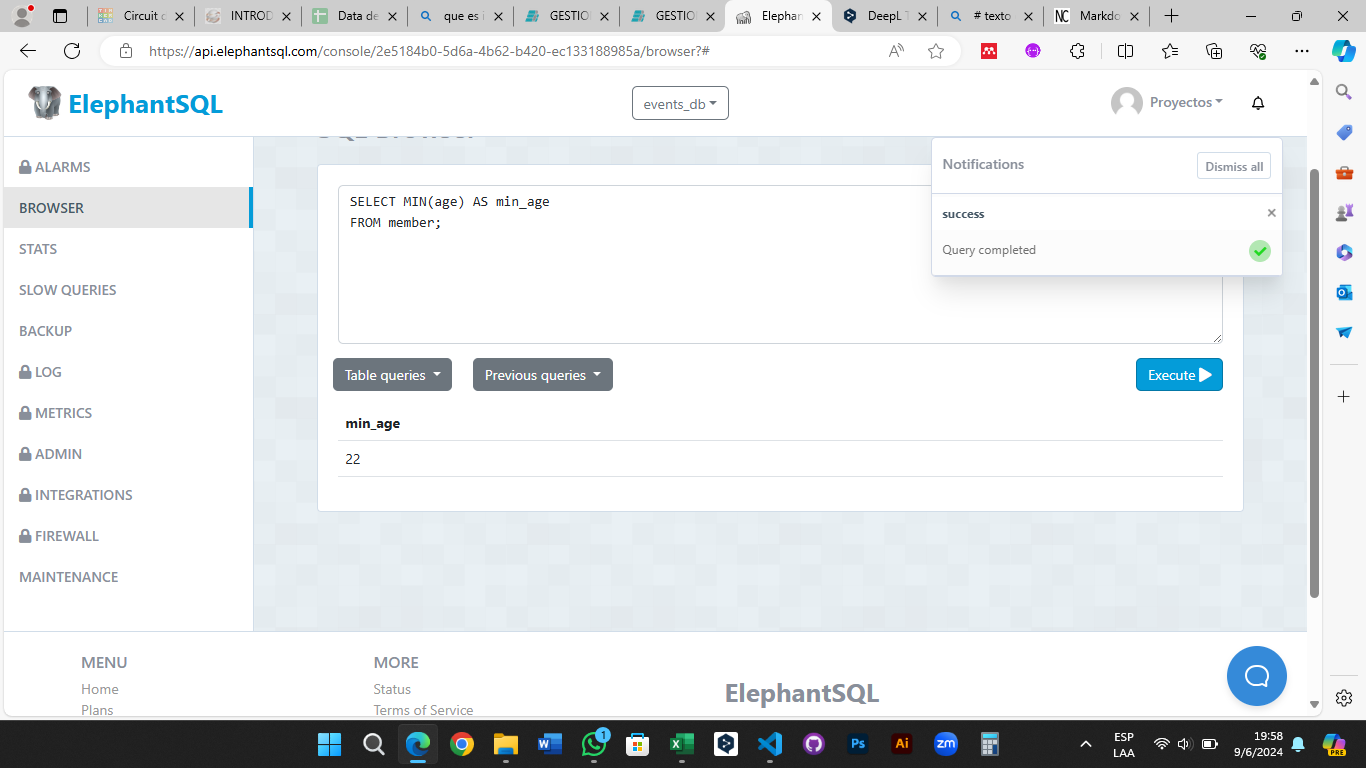 Circuit c
INTROD
Data de
que es i
GESTIO
GESTIO
Elephan
DeepL T
# texto
Markdo
https://api.elephantsql.com/console/2e5184b0-5d6a-4b62-b420-ec133188985a/browser?#
ElephantSQL
events_db
Proyectos
ALARMS
BROWSER
STATS
SLOW QUERIES
BACKUP
LOG
METRICS
ADMIN
INTEGRATIONS
FIREWALL
MAINTENANCE
SQL Browser
Notifications
Dismiss all
success
Query completed
SELECT MIN(age) AS min_age
FROM member;
Table queries
Previous queries
Execute
min_age
22
MENU
Home
Plans
MORE
Status
Terms of Service
ElephantSQL
1
ESP
LAA
19:58
9/6/2024